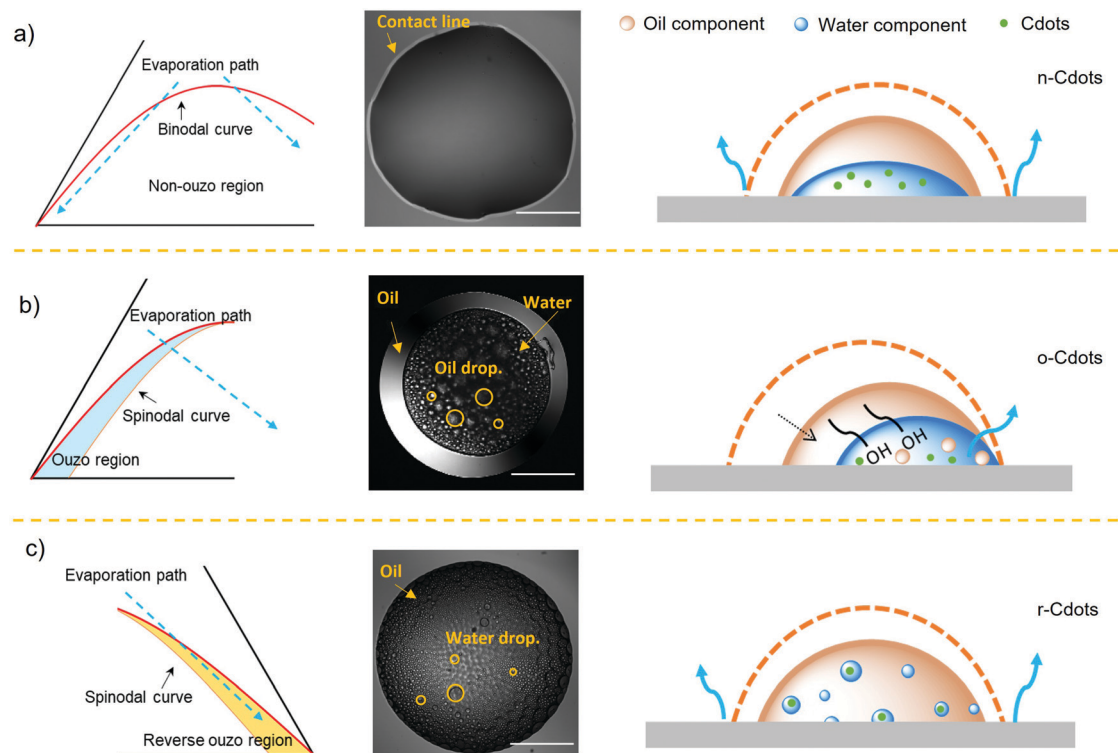 a)
Evaporation path
Binodal curve
Non-ouzo region
Contact line
Oil component
Water component
Cdots
n-Cdots
b)
Evaporation path
Spinodal curve
Ouzo region
Oil
Water
Oil drop.
o-Cdots
OH
OH
c)
Evaporation path
Spinodal curve
Reverse ouzo region
Oil
Water drop.
r-Cdots